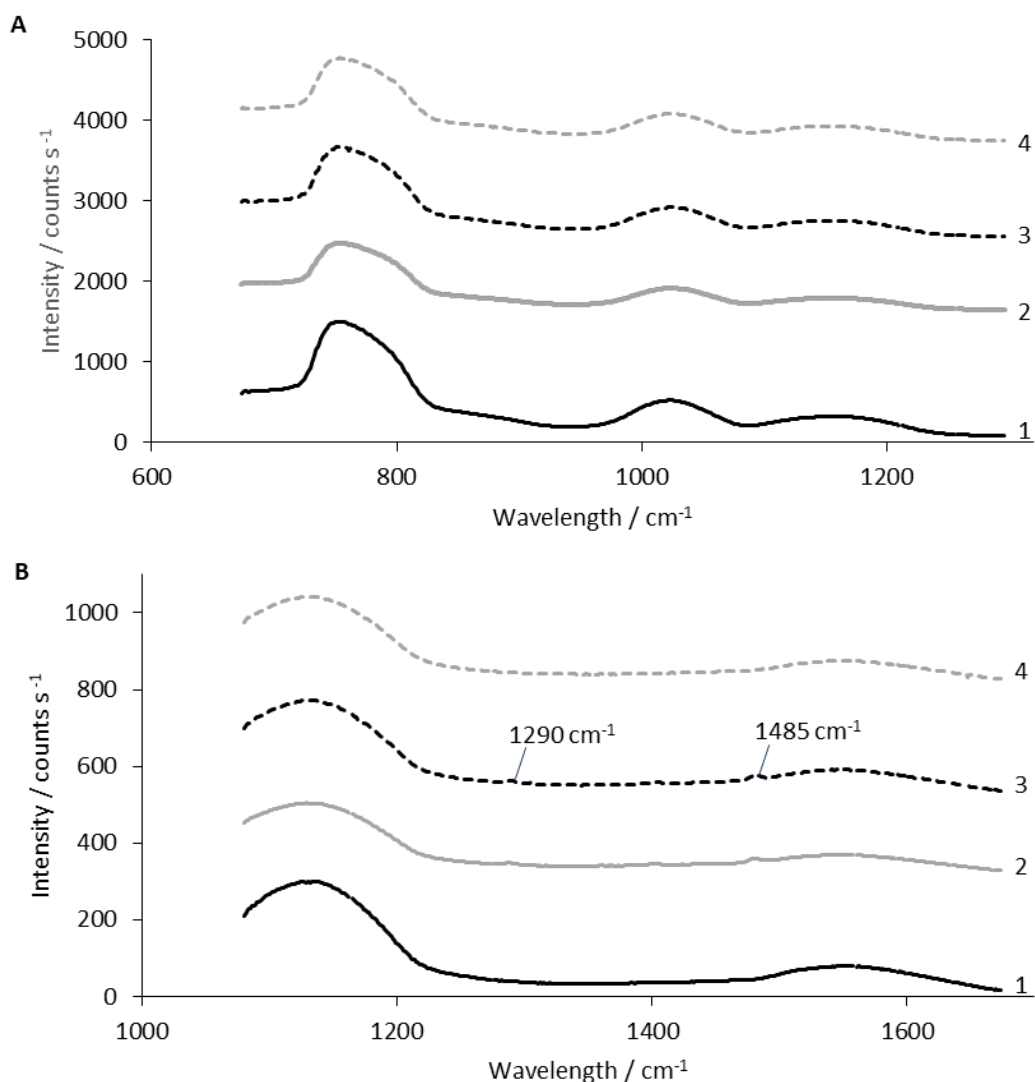 A
Intensity / counts s⁻¹
5000
4000
3000
2000
1000
0
4
3
2
1
600 800 1000 1200
Wavelength / cm⁻¹
B
Intensity / counts s⁻¹
1000
800
600
400
200
0
4
1290 cm⁻¹ 1485 cm⁻¹
3
2
1
1000 1200 1400 1600
Wavelength / cm⁻¹